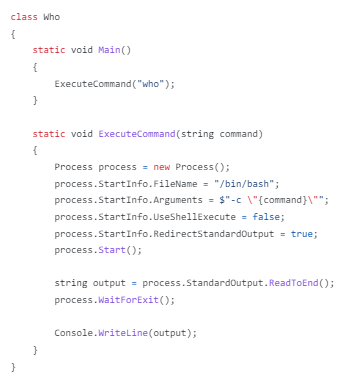 class Who
{
    static void Main()
    {
        ExecuteCommand("who");
    }

    static void ExecuteCommand(string command)
    {
        Process process = new Process();
        process.StartInfo.FileName = "/bin/bash";
        process.StartInfo.Arguments = $"-c \"{command}\"";
        process.StartInfo.UseShellExecute = false;
        process.StartInfo.RedirectStandardOutput = true;
        process.Start();

        string output = process.StandardOutput.ReadToEnd();
        process.WaitForExit();

        Console.WriteLine(output);
    }
}